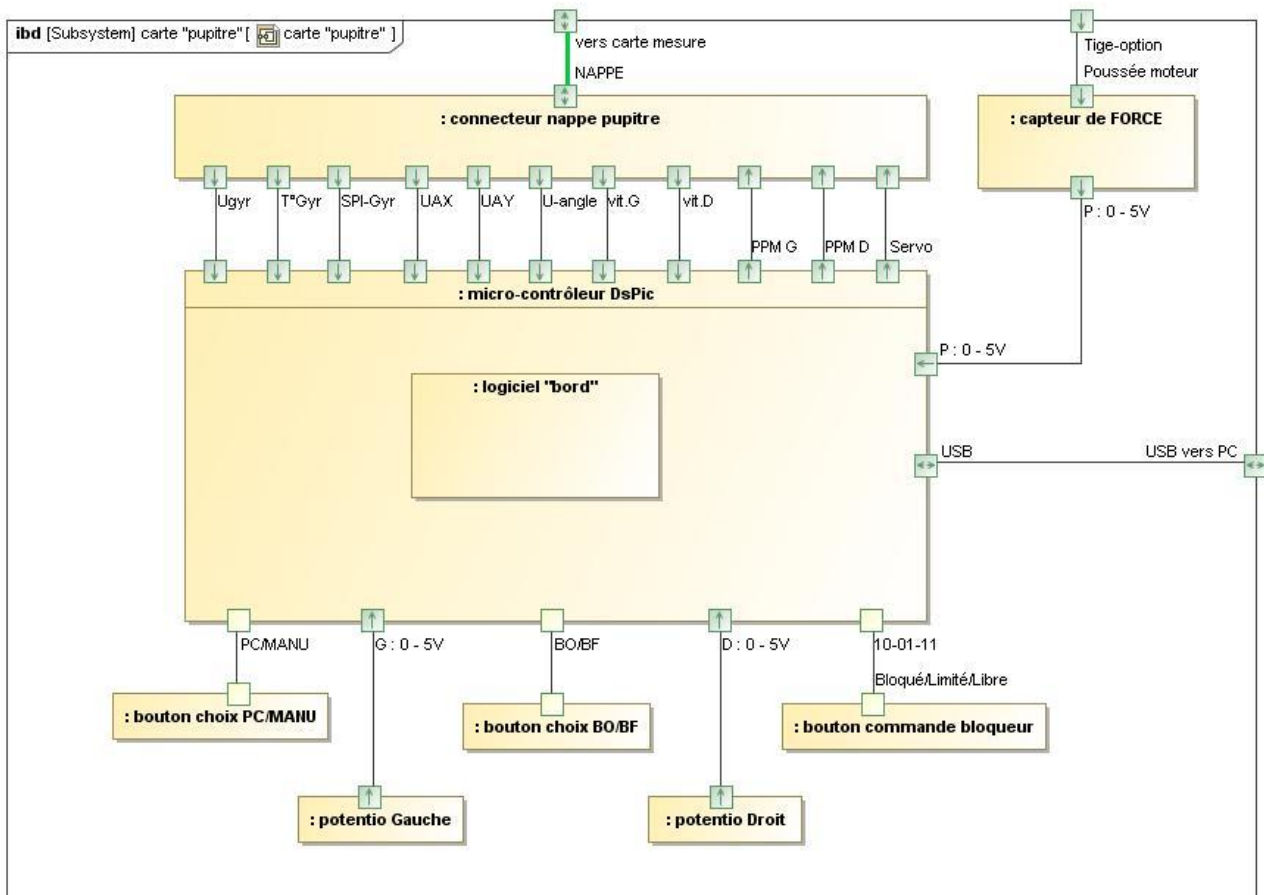 ibd [Subsystem] carte "pupitre" [ carte "pupitre" ]
vers carte mesure
NAPPE
Tige-option
Poussée moteur
: connecteur nappe pupitre
: capteur de FORCE
Ugyr
T°Gyr
SPI-Gyr
UAX
UAY
U-angle
vit.G
vit.D
PPM G
PPM D
Servo
P : 0 - 5V
: micro-contrôleur DsPic
P : 0 - 5V
: logiciel "bord"
USB
USB vers PC
PC/MANU
G : 0 - 5V
BO/BF
D : 0 - 5V
10-01-11
Bloqué/Limité/Libre
: bouton choix PC/MANU
: bouton choix BO/BF
: bouton commande bloqueur
: potentio Gauche
: potentio Droit